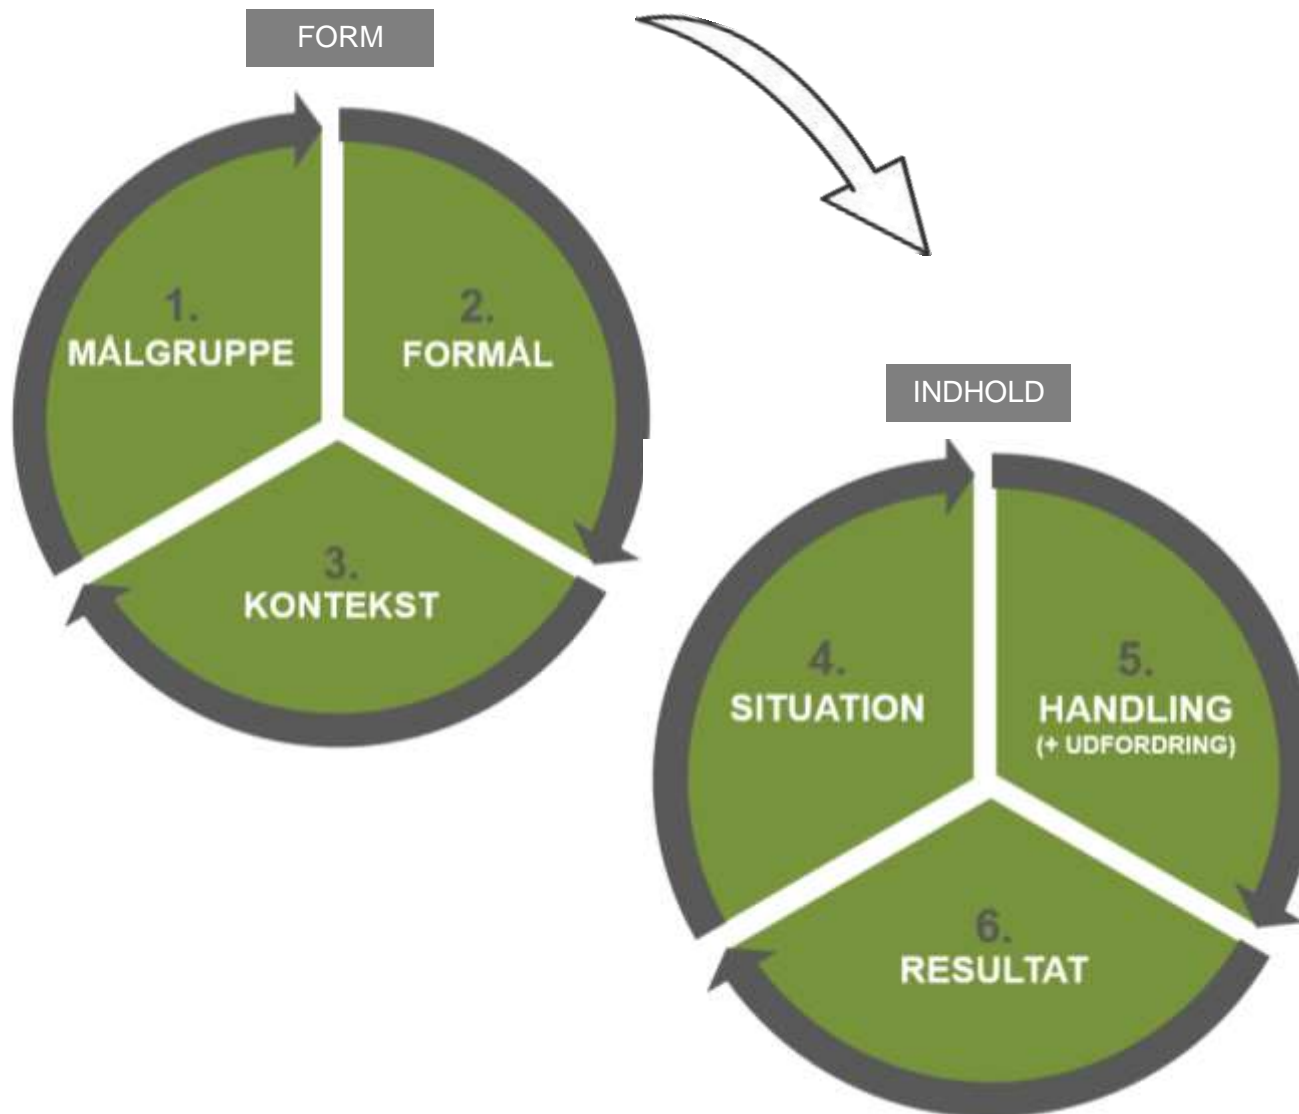 FORM
1.
MÅLGRUPPE
2.
FORMÅL
3.
KONTEKST
INDHOLD
4.
SITUATION
5.
HANDLING
(+ UDFORDRING)
6.
RESULTAT